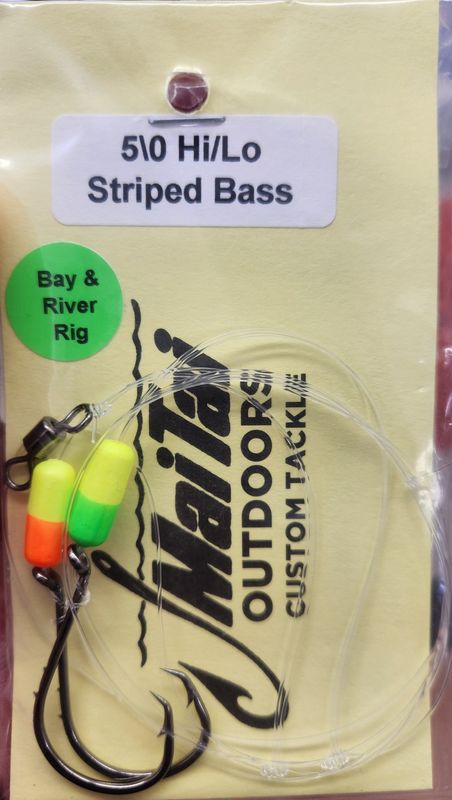 5\0 Hi/Lo
Striped Bass
Bay &
River
Rig
MaiTai
OUTDOORS
CUSTOM TACKLE